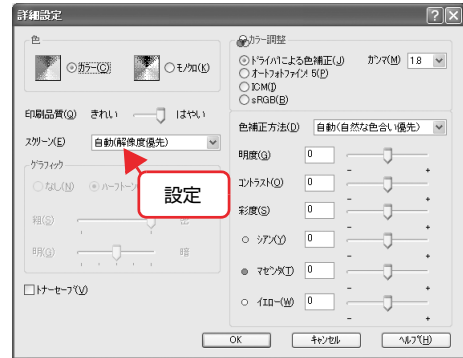 詳細設定
色
カラー(C)
モノクロ(K)
印刷品質(Q) きれい はやい
スクリーン(E) 自動(解像度優先)
グラフィック
なし(N) ハーフトーン
設定
粗(S)
明(G) 暗
トナーセーブ(V)
カラー調整
ドライバによる色補正(J) ガンマ(M) 1.8
オートフォトファイン! 5(P)
ICM(I)
sRGB(B)
色補正方法(D) 自動(自然な色合い優先)
明度(G) 0
- +
コントラスト(O) 0
- +
彩度(S) 0
- +
シアン(Y) 0
- +
マゼンタ(T) 0
- +
イエロー(W) 0
- +
OK キャンセル ヘルプ(H)